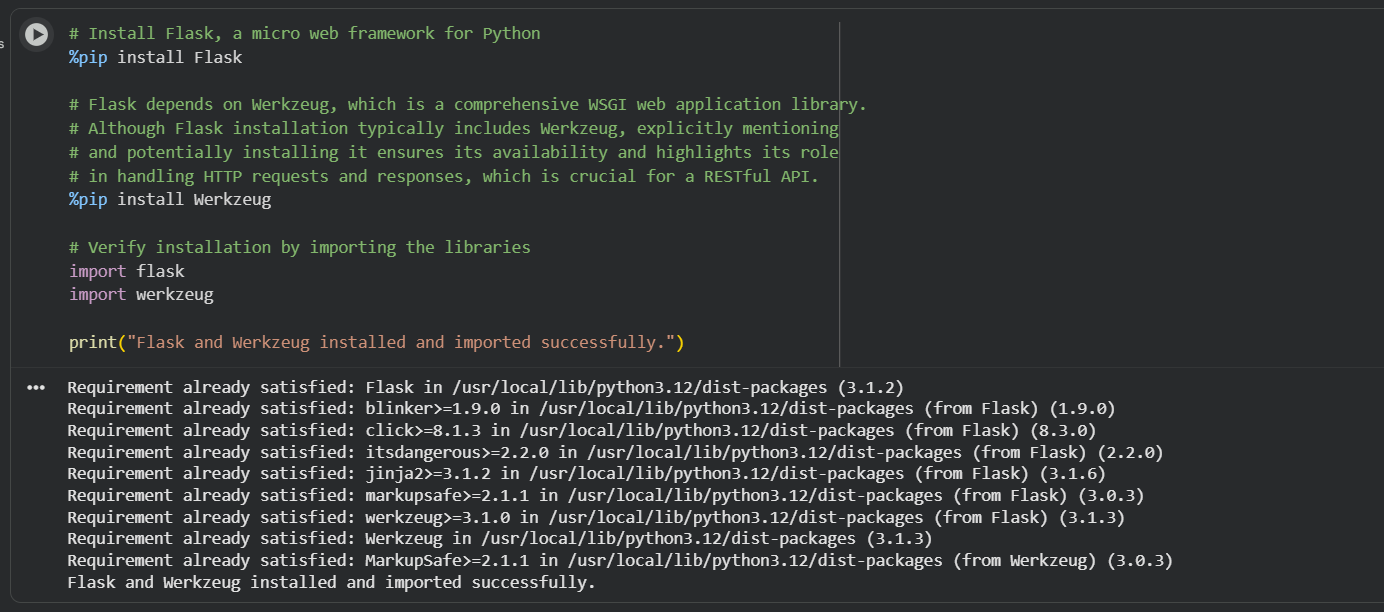 s
# Install Flask, a micro web framework for Python
%pip install Flask
# Flask depends on Werkzeug, which is a comprehensive WSGI web application library.
# Although Flask installation typically includes Werkzeug, explicitly mentioning
# and potentially installing it ensures its availability and highlights its role
# in handling HTTP requests and responses, which is crucial for a RESTful API.
%pip install Werkzeug
# Verify installation by importing the libraries
import flask
import werkzeug
print("Flask and Werkzeug installed and imported successfully.")
Requirement already satisfied: Flask in /usr/local/lib/python3.12/dist-packages (3.1.2)
Requirement already satisfied: blinker>=1.9.0 in /usr/local/lib/python3.12/dist-packages (from Flask) (1.9.0)
Requirement already satisfied: click>=8.1.3 in /usr/local/lib/python3.12/dist-packages (from Flask) (8.3.0)
Requirement already satisfied: itsdangerous>=2.2.0 in /usr/local/lib/python3.12/dist-packages (from Flask) (2.2.0)
Requirement already satisfied: jinja2>=3.1.2 in /usr/local/lib/python3.12/dist-packages (from Flask) (3.1.6)
Requirement already satisfied: markupsafe>=2.1.1 in /usr/local/lib/python3.12/dist-packages (from Flask) (3.0.3)
Requirement already satisfied: werkzeug>=3.1.0 in /usr/local/lib/python3.12/dist-packages (from Flask) (3.1.3)
Requirement already satisfied: Werkzeug in /usr/local/lib/python3.12/dist-packages (3.1.3)
Requirement already satisfied: MarkupSafe>=2.1.1 in /usr/local/lib/python3.12/dist-packages (from Werkzeug) (3.0.3)
Flask and Werkzeug installed and imported successfully.